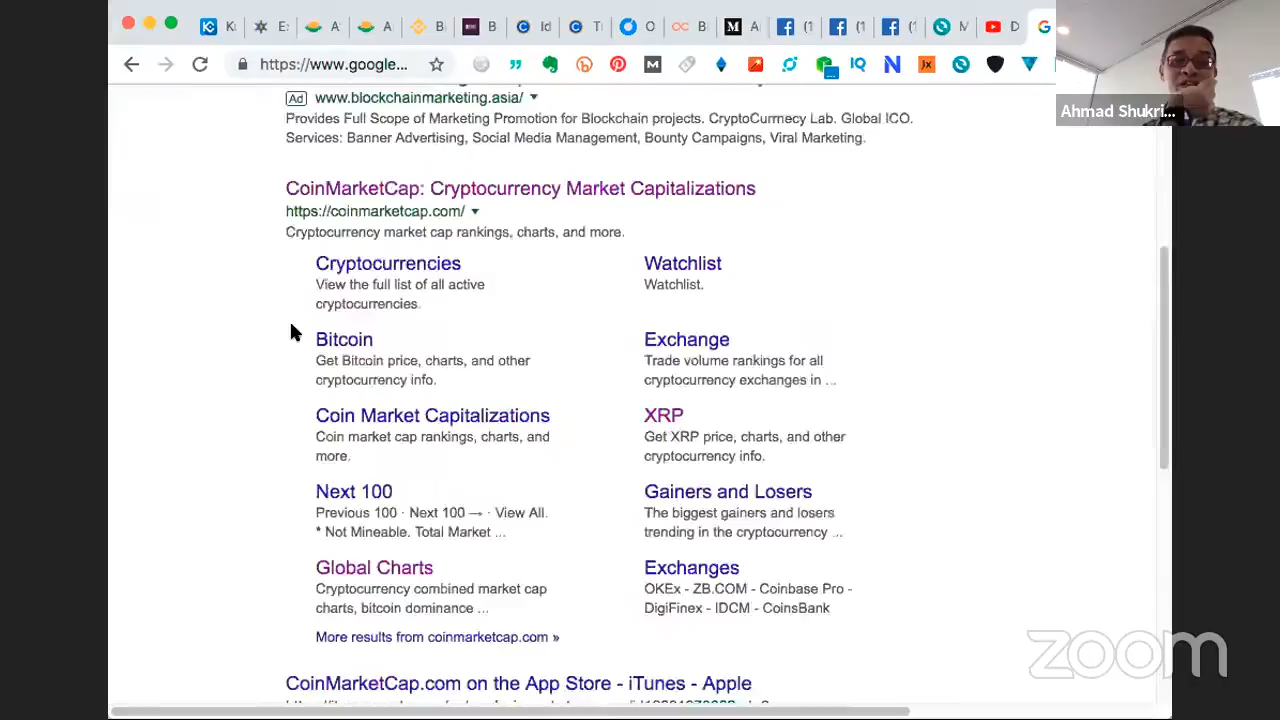 https://www.google...
Ahmad Shukri...
Ad www.blockchainmarketing.asia/
Provides Full Scope of Marketing Promotion for Blockchain projects. CryptoCurrnecy Lab. Global ICO.
Services: Banner Advertising, Social Media Management, Bounty Campaigns, Viral Marketing.
CoinMarketCap: Cryptocurrency Market Capitalizations
https://coinmarketcap.com/
Cryptocurrency market cap rankings, charts, and more.
Cryptocurrencies
View the full list of all active
cryptocurrencies.
Watchlist
Watchlist.
Bitcoin
Get Bitcoin price, charts, and other
cryptocurrency info.
Exchange
Trade volume rankings for all
cryptocurrency exchanges in ...
Coin Market Capitalizations
Coin market cap rankings, charts, and
more.
XRP
Get XRP price, charts, and other
cryptocurrency info.
Next 100
Previous 100 · Next 100 → · View All.
* Not Mineable. Total Market ...
Gainers and Losers
The biggest gainers and losers
trending in the cryptocurrency ...
Global Charts
Cryptocurrency combined market cap
charts, bitcoin dominance ...
Exchanges
OKEx - ZB.COM - Coinbase Pro -
DigiFinex - IDCM - CoinsBank
More results from coinmarketcap.com »
zoom
CoinMarketCap.com on the App Store - iTunes - Apple